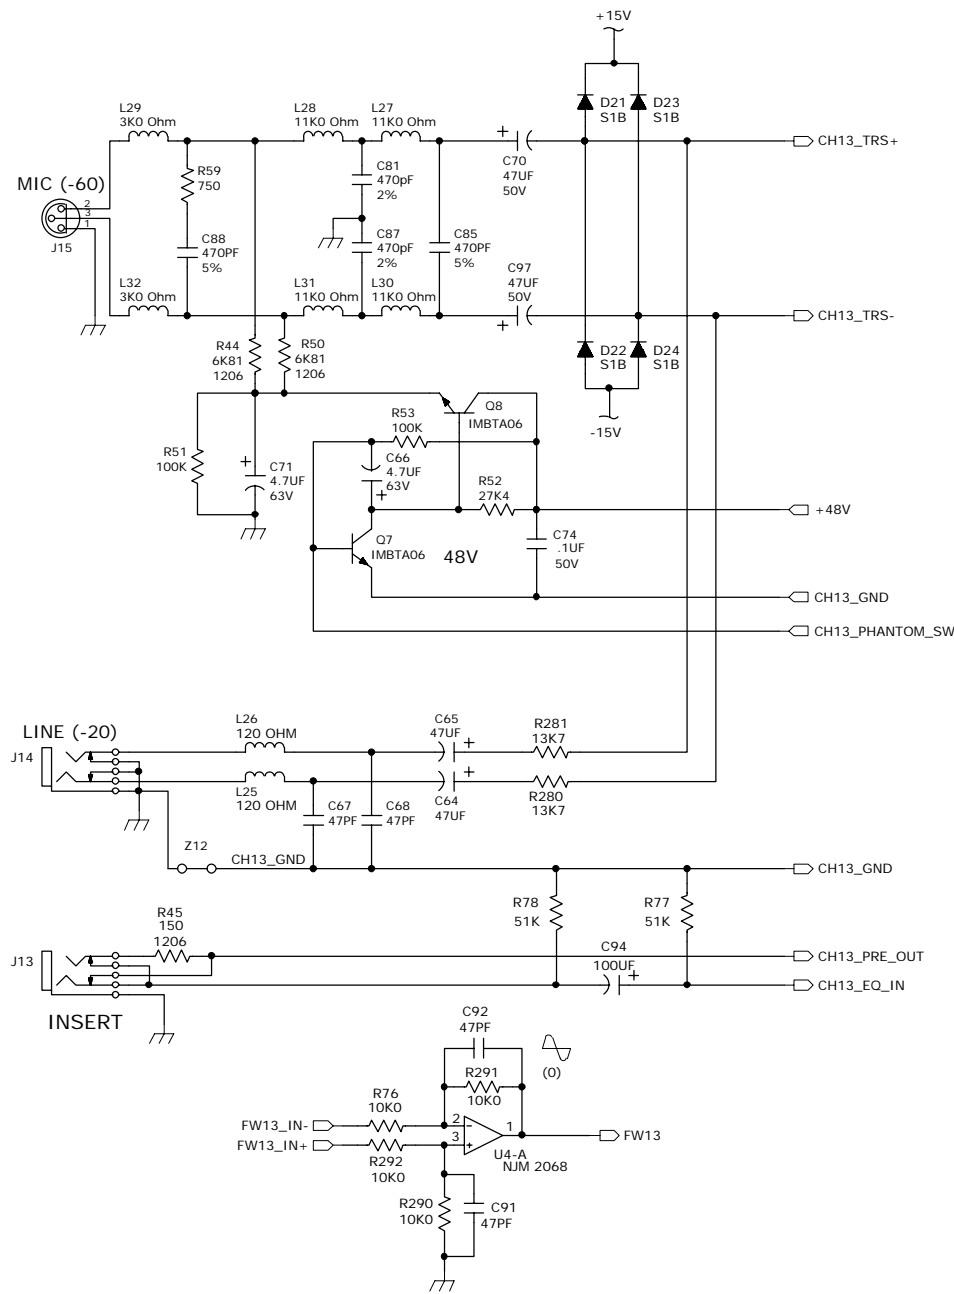 +15V
D21
S1B
D23
S1B
L29
3K0 Ohm
L28
11K0 Ohm
L27
11K0 Ohm
+
C70
47UF
50V
CH13_TRS+
R59
750
C81
470pF
2%
MIC (-60)
2
3
1
J15
C88
470PF
5%
C87
470pF
2%
C85
470PF
5%
L32
3K0 Ohm
L31
11K0 Ohm
L30
11K0 Ohm
C97
47UF
50V
+
CH13_TRS-
R44
6K81
1206
R50
6K81
1206
D22
S1B
D24
S1B
-15V
Q8
IMBTA06
R53
100K
R51
100K
+
C71
4.7UF
63V
C66
4.7UF
63V
+
R52
27K4
+48V
Q7
IMBTA06
48V
C74
.1UF
50V
CH13_GND
CH13_PHANTOM_SW
LINE (-20)
J14
L26
120 OHM
C65
47UF
+
R281
13K7
L25
120 OHM
C64
47UF
+
R280
13K7
C67
47PF
C68
47PF
Z12
CH13_GND
CH13_GND
R78
51K
R77
51K
R45
150
1206
J13
C94
100UF
+
CH13_PRE_OUT
CH13_EQ_IN
INSERT
C92
47PF
(0)
R291
10K0
R76
10K0
FW13_IN-
2
-
1
FW13
FW13_IN+
3
+
R292
10K0
U4-A
NJM 2068
R290
10K0
C91
47PF